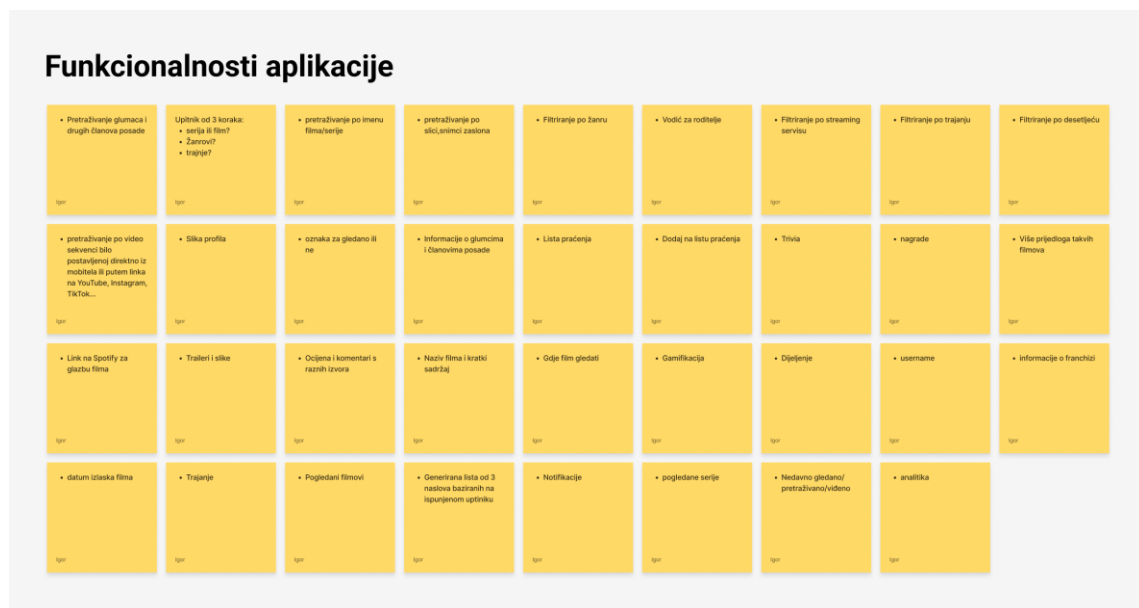 Funkcionalnosti aplikacije
• Pretraživanje glumaca i
drugih članova posade
Igor
Upitnik od 3 koraka:
• serija ili film?
• Žanrovi?
• trajnje?
Igor
• pretraživanje po imenu
filma/serije
Igor
• pretraživanje po
slici,snimci zaslona
Igor
• Filtriranje po žanru
Igor
• Vodič za roditelje
Igor
• Filtriranje po streaming
servisu
Igor
• Filtriranje po trajanju
Igor
• Filtriranje po desetljeću
Igor
• pretraživanje po video
sekvenci bilo
postavljenoj direktno iz
mobitela ili putem linka
na YouTube, Instagram,
TikTok...
Igor
• Slika profila
Igor
• oznaka za gledano ili
ne
Igor
• Informacije o glumcima
i članovima posade
Igor
• Lista praćenja
Igor
• Dodaj na listu praćenja
Igor
• Trivia
Igor
• nagrade
Igor
• Više prijedloga takvih
filmova
Igor
• Link na Spotify za
glazbu filma
Igor
• Traileri i slike
Igor
• Ocijena i komentari s
raznih izvora
Igor
• Naziv filma i kratki
sadržaj
Igor
• Gdje film gledati
Igor
• Gamifikacija
Igor
• Dijeljenje
Igor
• username
Igor
• informacije o franchizi
Igor
• datum izlaska filma
Igor
• Trajanje
Igor
• Pogledani filmovi
Igor
• Generirana lista od 3
naslova baziranih na
ispunjenom uptiniku
Igor
• Notifikacije
Igor
• pogledane serije
Igor
• Nedavno gledano/
pretraživano/viđeno
Igor
• analitika
Igor